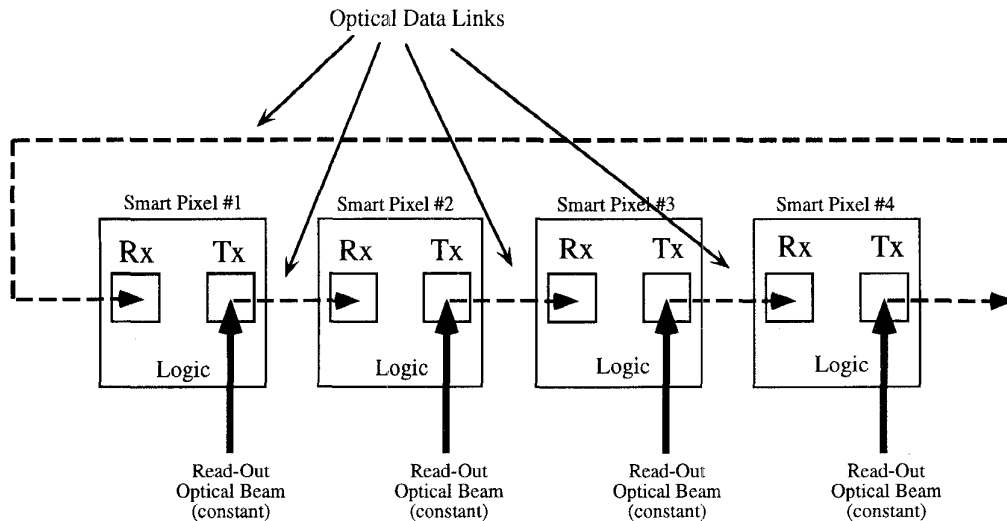 Optical Data Links
Smart Pixel #1
Smart Pixel #2
Smart Pixel #3
Smart Pixel #4
Rx Tx
Rx Tx
Rx Tx
Rx Tx
Logic
Logic
Logic
Logic
Read-Out
Optical Beam
(constant)
Read-Out
Optical Beam
(constant)
Read-Out
Optical Beam
(constant)
Read-Out
Optical Beam
(constant)